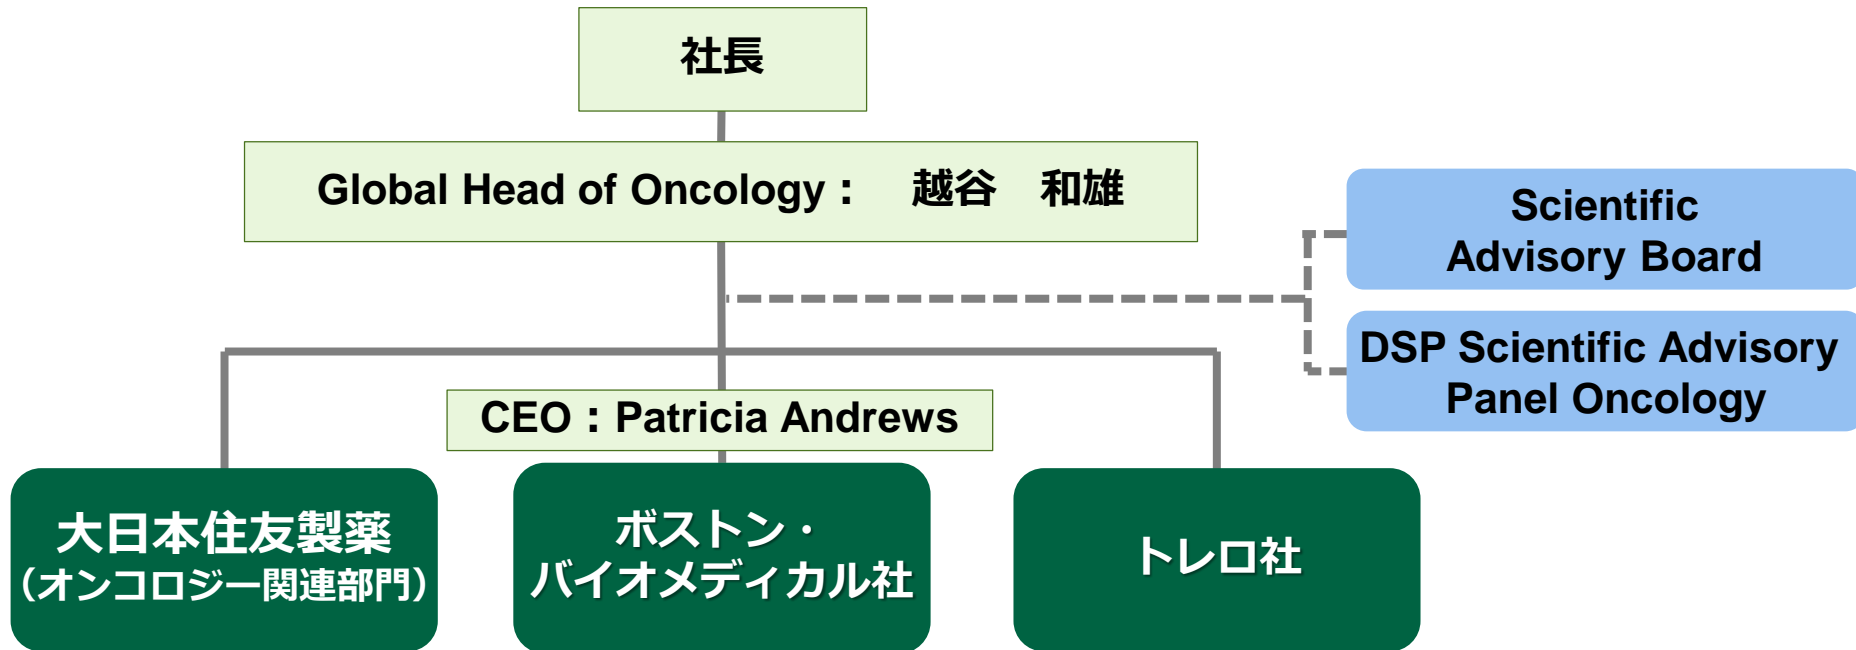 社長
Global Head of Oncology： 越谷　和雄
Scientific
Advisory Board
DSP Scientific Advisory
Panel Oncology
CEO：Patricia Andrews
大日本住友製薬
（オンコロジー関連部門）
ボストン・
バイオメディカル社
トレロ社